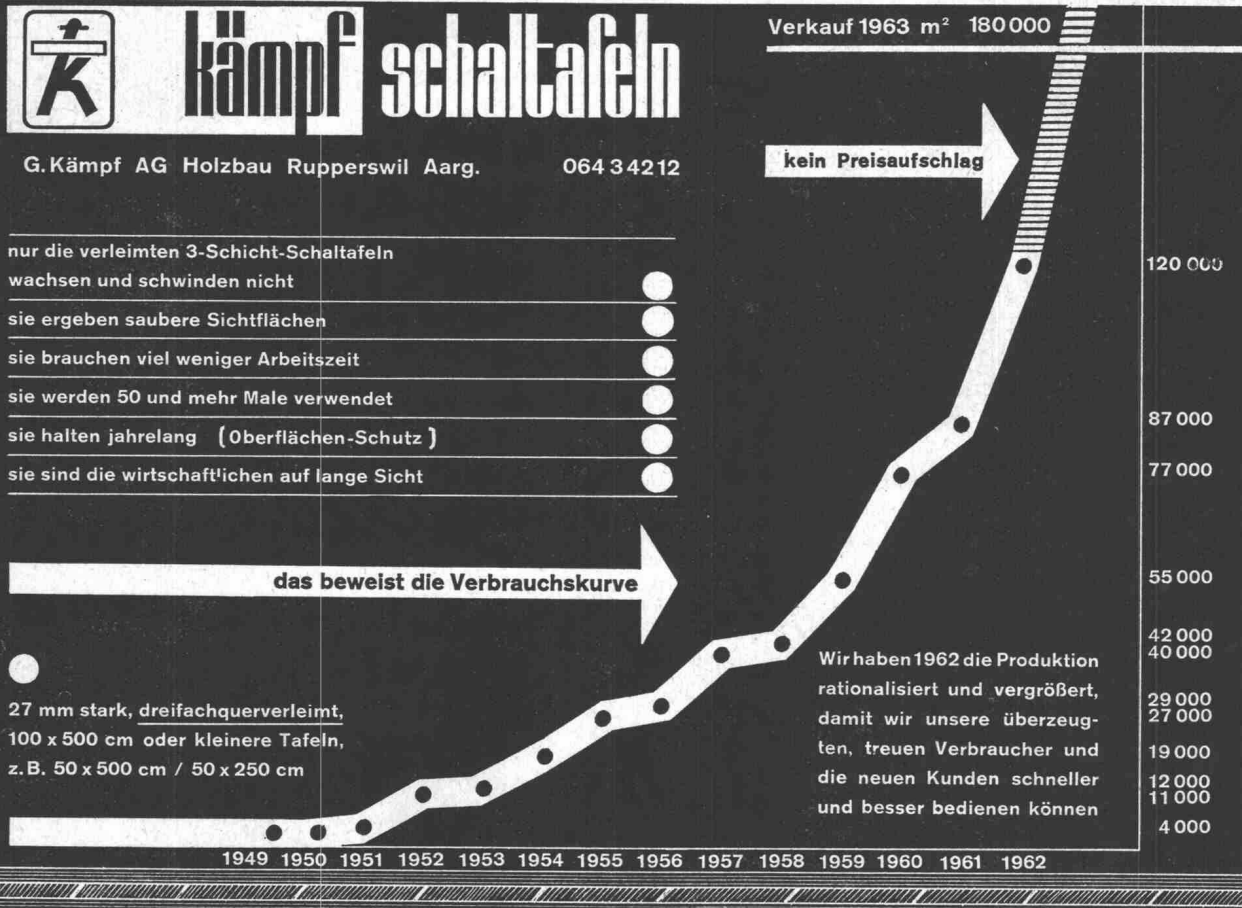 kämpf schaltafeln
G. Kämpf AG Holzbau Rupperswil Aarg. 064 3 42 12
nur die verleimten 3-Schicht-Schaltafeln
wachsen und schwinden nicht
sie ergeben saubere Sichtflächen
sie brauchen viel weniger Arbeitszeit
sie werden 50 und mehr Male verwendet
sie halten jahrelang (Oberflächen-Schutz)
sie sind die wirtschaftlichen auf lange Sicht
das beweist die Verbrauchskurve
27 mm stark, dreifachquerverleimt,
100 x 500 cm oder kleinere Tafeln,
z.B. 50 x 500 cm / 50 x 250 cm
Verkauf 1963 m² 180 000
kein Preisaufschlag
Wir haben 1962 die Produktion
rationalisiert und vergrößert,
damit wir unsere überzeug-
ten, treuen Verbraucher und
die neuen Kunden schneller
und besser bedienen können
120 000
87 000
77 000
55 000
42 000
40 000
29 000
27 000
19 000
12 000
11 000
4 000
1949 1950 1951 1952 1953 1954 1955 1956 1957 1958 1959 1960 1961 1962